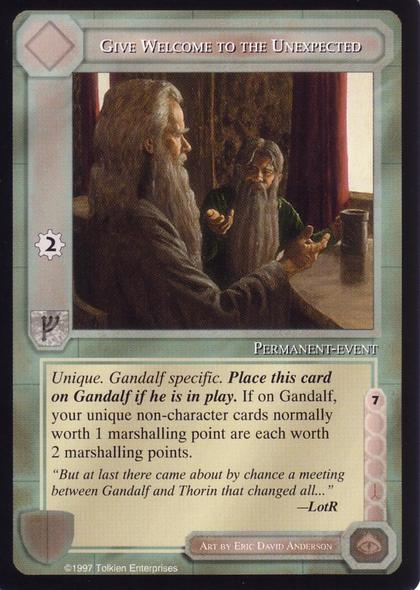 Give Welcome to the Unexpected
2
Permanent-event
Unique. Gandalf specific. Place this card
on Gandalf if he is in play. If on Gandalf,
your unique non-character cards normally
worth 1 marshalling point are each worth
2 marshalling points.
“But at last there came about by chance a meeting
between Gandalf and Thorin that changed all...”
—LotR
7
Art by Eric David Anderson
©1997 Tolkien Enterprises